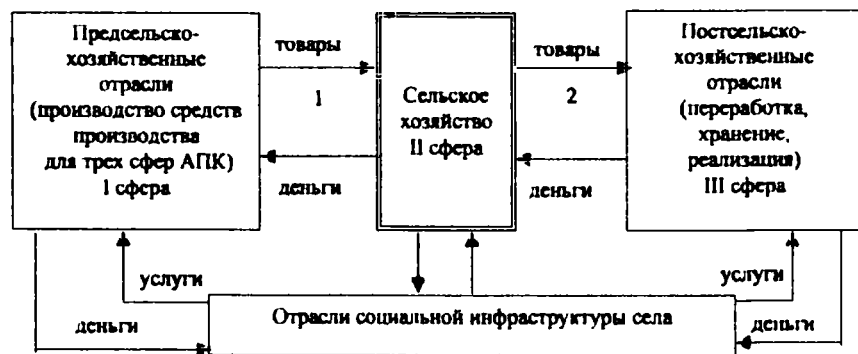 Предсельско-
хозяйственные
отрасли
(производство средств
производства
для трех сфер АПК)
I сфера
товары
1
деньги
Сельское
хозяйство
II сфера
товары
2
деньги
Постсельско-
хозяйственные
отрасли
(переработка,
хранение,
реализация)
III сфера
услуги
деньги
услуги
деньги
Отрасли социальной инфраструктуры села